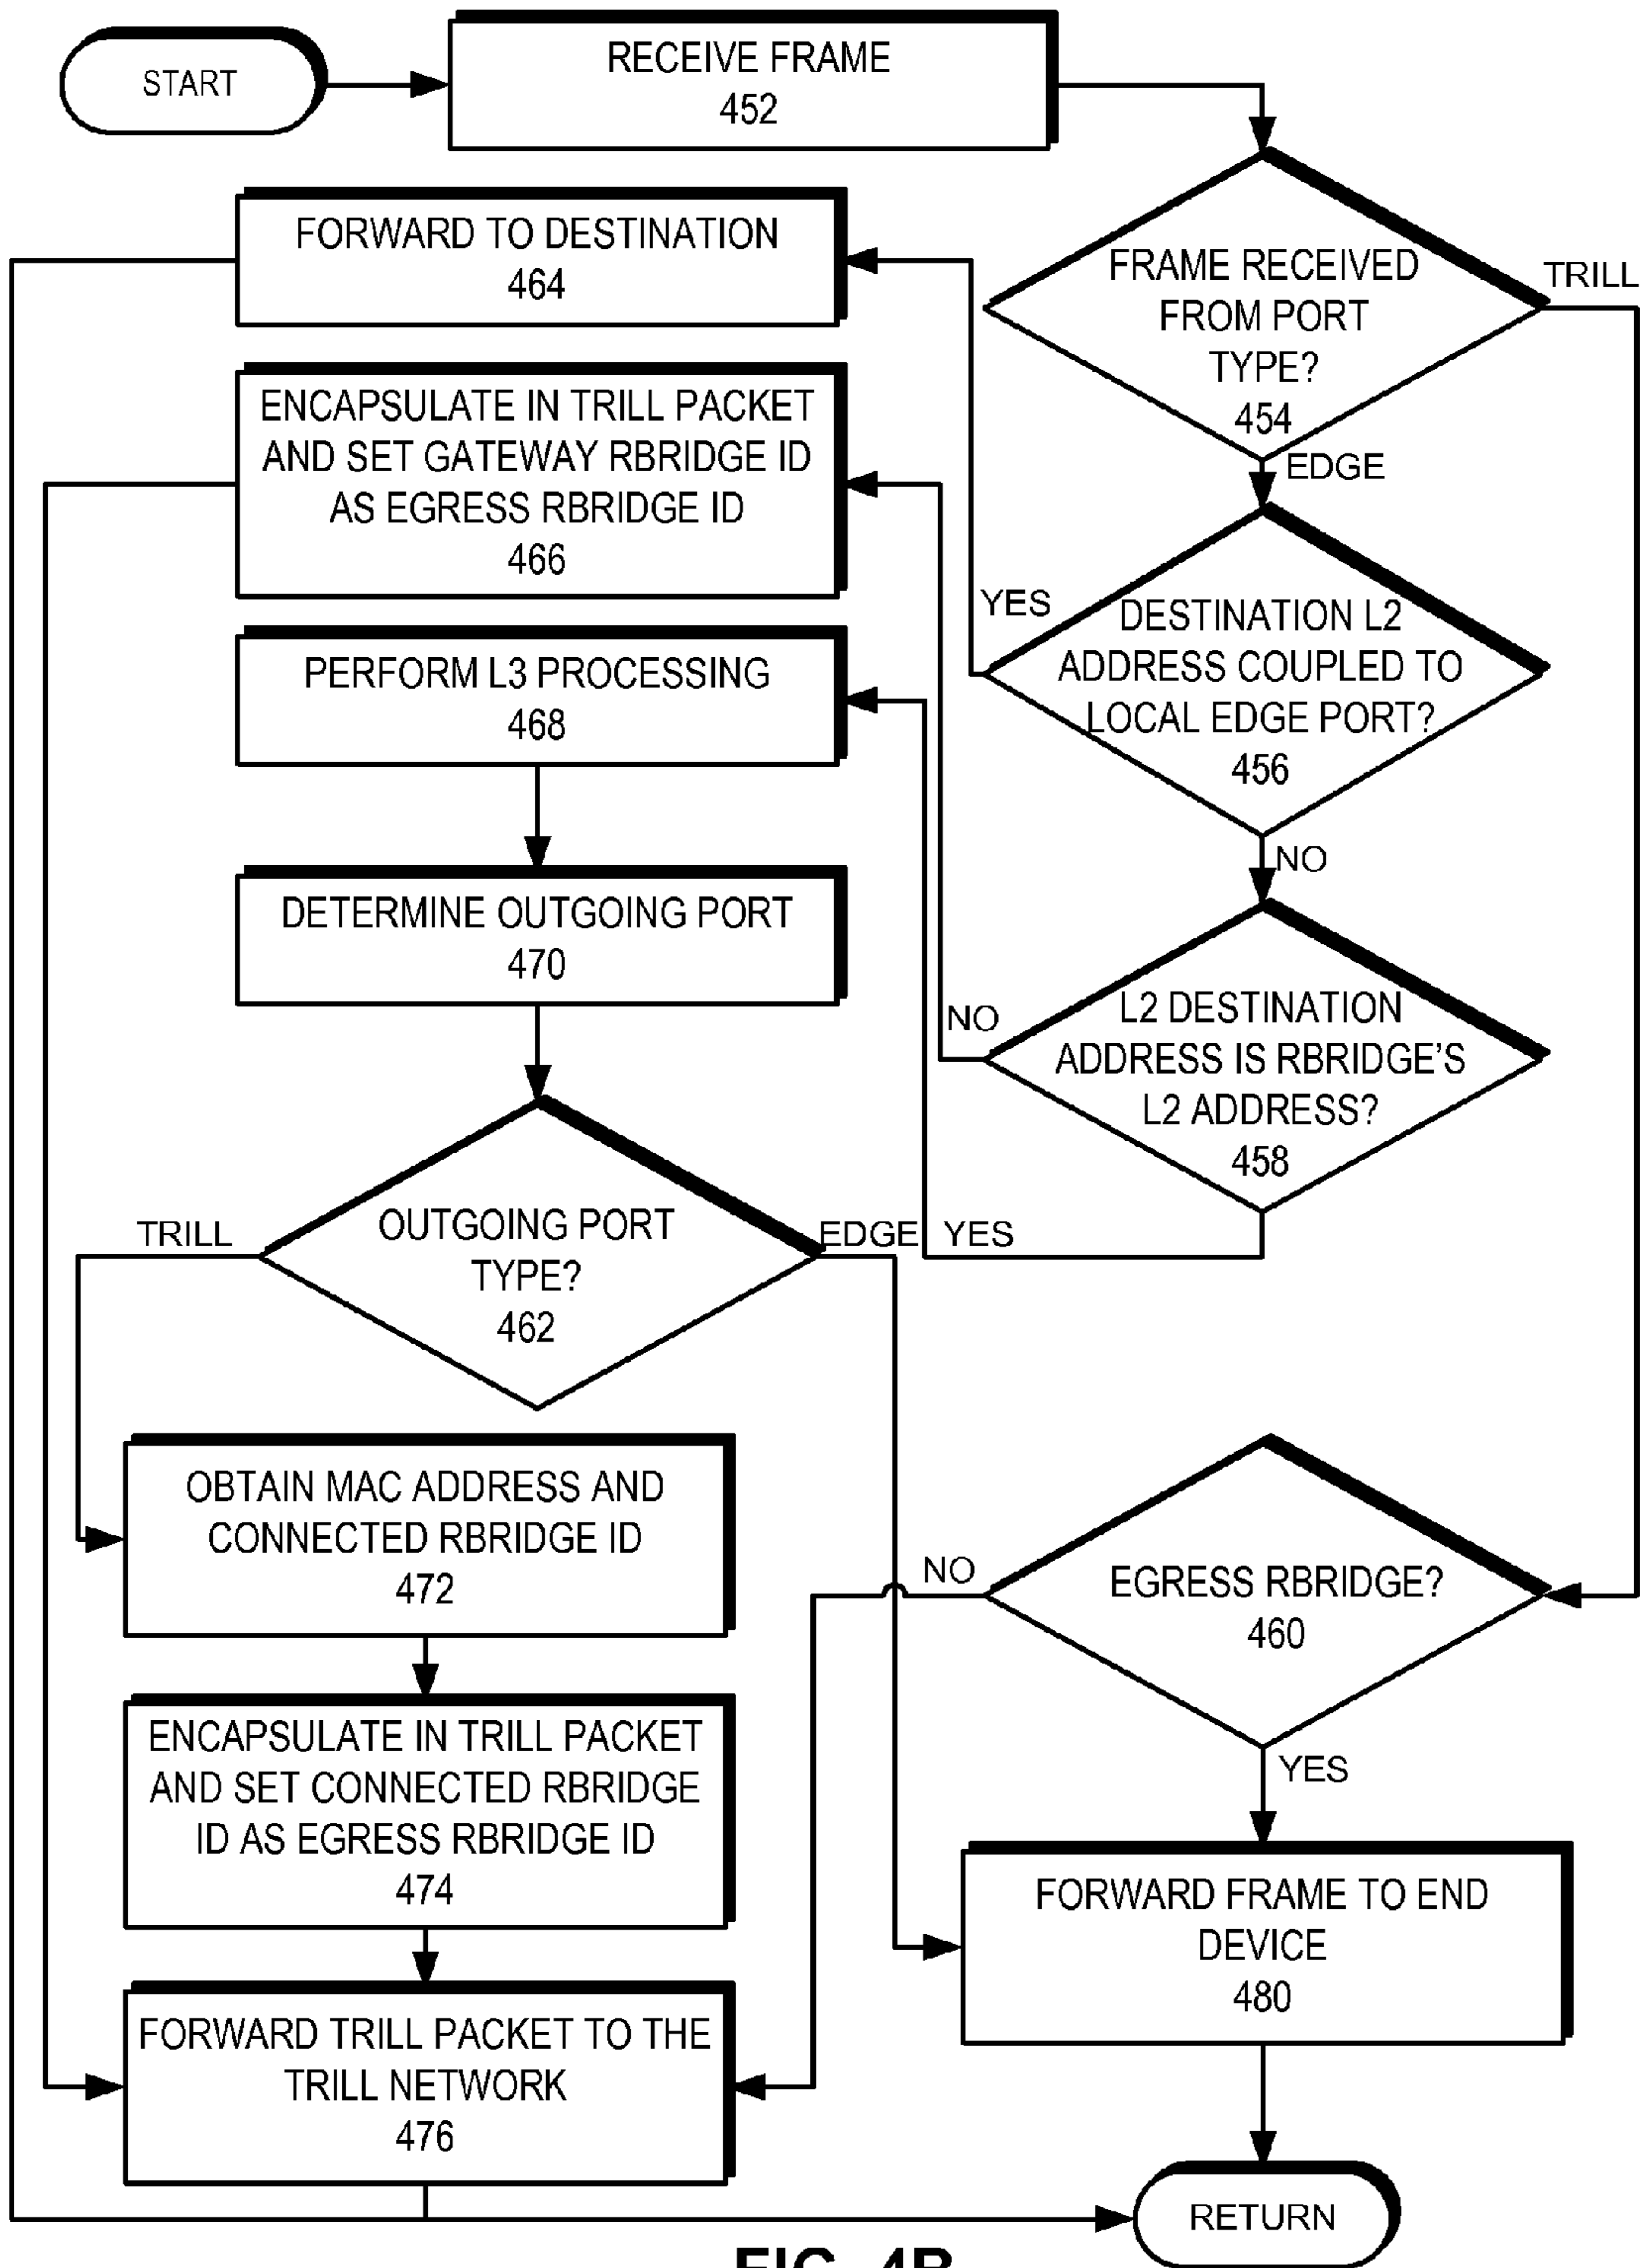 START
RECEIVE FRAME
452
FORWARD TO DESTINATION
464
FRAME RECEIVED
FROM PORT
TYPE?
454
TRILL
EDGE
ENCAPSULATE IN TRILL PACKET
AND SET GATEWAY RBRIDGE ID
AS EGRESS RBRIDGE ID
466
YES
DESTINATION L2
ADDRESS COUPLED TO
LOCAL EDGE PORT?
456
NO
PERFORM L3 PROCESSING
468
DETERMINE OUTGOING PORT
470
NO
L2 DESTINATION
ADDRESS IS RBRIDGE'S
L2 ADDRESS?
458
YES
TRILL
OUTGOING PORT
TYPE?
462
EDGE
OBTAIN MAC ADDRESS AND
CONNECTED RBRIDGE ID
472
NO
EGRESS RBRIDGE?
460
YES
ENCAPSULATE IN TRILL PACKET
AND SET CONNECTED RBRIDGE
ID AS EGRESS RBRIDGE ID
474
FORWARD FRAME TO END
DEVICE
480
FORWARD TRILL PACKET TO THE
TRILL NETWORK
476
RETURN
FIG. 4B